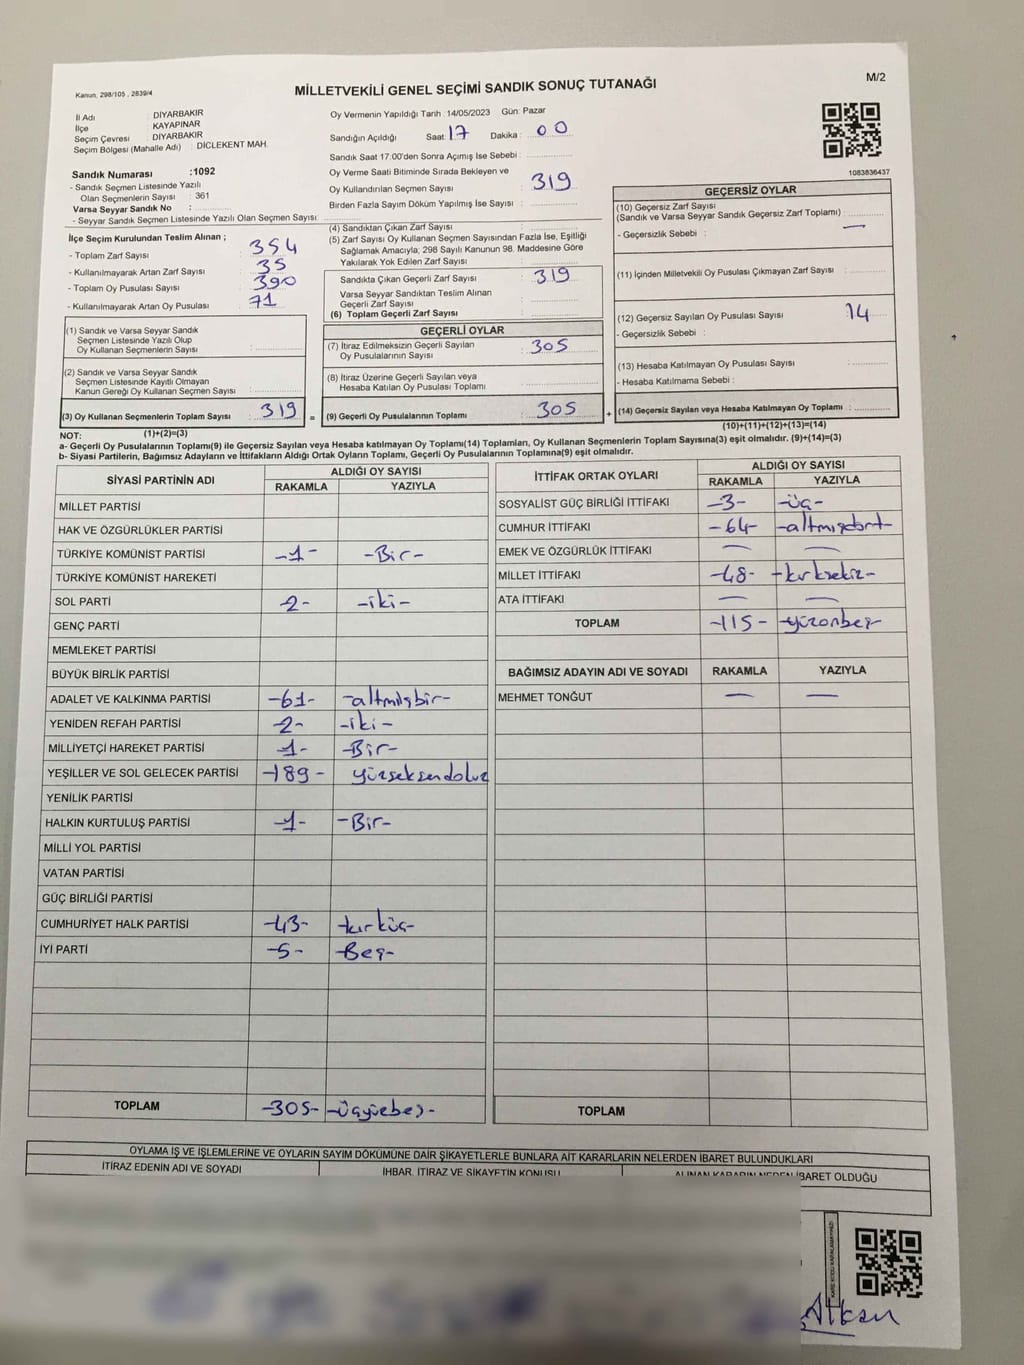 M/2
Kanun, 298/105 , 2839/4
MİLLETVEKİLİ GENEL SEÇİMİ SANDIK SONUÇ TUTANAĞI
İl Adı : DİYARBAKIR
İlçe : KAYAPINAR
Seçim Çevresi : DİYARBAKIR
Seçim Bölgesi (Mahalle Adı) : DİCLEKENT MAH.
Sandık Numarası :1092
- Sandık Seçmen Listesinde Yazılı
Olan Seçmenlerin Sayısı : 361
Varsa Seyyar Sandık No :
- Seyyar Sandık Seçmen Listesinde Yazılı Olan Seçmen Sayısı:
Oy Vermenin Yapıldığı Tarih : 14/05/2023 Gün: Pazar
Sandığın Açıldığı Saat: 17 Dakika : 00
Sandık Saat 17:00'den Sonra Açımış İse Sebebi :
Oy Verme Saati Bitiminde Sırada Bekleyen ve
Oy Kullandırılan Seçmen Sayısı : 319
Birden Fazla Sayım Döküm Yapılmış İse Sayısı :
1083836437
İlçe Seçim Kurulundan Teslim Alınan ;
- Toplam Zarf Sayısı : 354
- Kullanılmayarak Artan Zarf Sayısı : 35
- Toplam Oy Pusulası Sayısı : 390
- Kullanılmayarak Artan Oy Pusulası : 71
(1) Sandık ve Varsa Seyyar Sandık
Seçmen Listesinde Yazılı Olup
Oy Kullanan Seçmenlerin Sayısı :
(2) Sandık ve Varsa Seyyar Sandık
Seçmen Listesinde Kayıtlı Olmayan
Kanun Gereği Oy Kullanan Seçmen Sayısı :
(3) Oy Kullanan Seçmenlerin Toplam Sayısı : 319
(1)+(2)=(3)
(4) Sandıktan Çıkan Zarf Sayısı :
(5) Zarf Sayısı Oy Kullanan Seçmen Sayısından Fazla İse, Eşitliği
Sağlamak Amacıyla, 298 Sayılı Kanunun 98. Maddesine Göre
Yakılarak Yok Edilen Zarf Sayısı :
Sandıkta Çıkan Geçerli Zarf Sayısı : 319
Varsa Seyyar Sandıktan Teslim Alınan
Geçerli Zarf Sayısı :
(6) Toplam Geçerli Zarf Sayısı :
GEÇERLİ OYLAR
(7) İtiraz Edilmeksizin Geçerli Sayılan
Oy Pusulalarının Sayısı : 305
(8) İtiraz Üzerine Geçerli Sayılan veya
Hesaba Katılan Oy Pusulası Toplamı :
= (9) Geçerli Oy Pusulalarının Toplamı : 305
GEÇERSİZ OYLAR
(10) Geçersiz Zarf Sayısı
(Sandık ve Varsa Seyyar Sandık Geçersiz Zarf Toplamı) :
- Geçersizlik Sebebi : —
(11) İçinden Milletvekili Oy Pusulası Çıkmayan Zarf Sayısı :
(12) Geçersiz Sayılan Oy Pusulası Sayısı : 14
- Geçersizlik Sebebi :
(13) Hesaba Katılmayan Oy Pusulası Sayısı :
- Hesaba Katılmama Sebebi :
+ (14) Geçersiz Sayılan veya Hesaba Katılmayan Oy Toplamı :
(10)+(11)+(12)+(13)=(14)
NOT:
a- Geçerli Oy Pusulalarının Toplamı(9) ile Geçersiz Sayılan veya Hesaba katılmayan Oy Toplamı(14) Toplamları, Oy Kullanan Seçmenlerin Toplam Sayısına(3) eşit olmalıdır. (9)+(14)=(3)
b- Siyasi Partilerin, Bağımsız Adayların ve İttifakların Aldığı Ortak Oyların Toplamı, Geçerli Oy Pusulalarının Toplamına(9) eşit olmalıdır.
SİYASİ PARTİNİN ADI ALDIĞI OY SAYISI
RAKAMLA YAZIYLA
MİLLET PARTİSİ
HAK VE ÖZGÜRLÜKLER PARTİSİ
TÜRKİYE KOMÜNİST PARTİSİ -1- -Bir-
TÜRKİYE KOMÜNİST HAREKETİ
SOL PARTİ -2- -iki-
GENÇ PARTİ
MEMLEKET PARTİSİ
BÜYÜK BİRLİK PARTİSİ
ADALET VE KALKINMA PARTİSİ -61- -altmışbir-
YENİDEN REFAH PARTİSİ -2- -iki-
MİLLİYETÇİ HAREKET PARTİSİ -1- -Bir-
YEŞİLLER VE SOL GELECEK PARTİSİ -189- yüzseksendokuz
YENİLİK PARTİSİ
HALKIN KURTULUŞ PARTİSİ -1- -Bir-
MİLLİ YOL PARTİSİ
VATAN PARTİSİ
GÜÇ BİRLİĞİ PARTİSİ
CUMHURİYET HALK PARTİSİ -43- -kırküç-
İYİ PARTİ -5- -Beş-
TOPLAM -305- -üçyüzbeş-
İTTİFAK ORTAK OYLARI ALDIĞI OY SAYISI
RAKAMLA YAZIYLA
SOSYALİST GÜÇ BİRLİĞİ İTTİFAKI -3- -üç-
CUMHUR İTTİFAKI -64- -altmışdört-
EMEK VE ÖZGÜRLÜK İTTİFAKI — —
MİLLET İTTİFAKI -48- -kırksekiz-
ATA İTTİFAKI — —
TOPLAM -115- -yüzonbeş-
BAĞIMSIZ ADAYIN ADI VE SOYADI RAKAMLA YAZIYLA
MEHMET TONĞUT — —
TOPLAM
OYLAMA İŞ VE İŞLEMLERİNE VE OYLARIN SAYIM DÖKÜMÜNE DAİR ŞİKAYETLERLE BUNLARA AİT KARARLARIN NELERDEN İBARET BULUNDUKLARI
İTİRAZ EDENİN ADI VE SOYADI İHBAR, İTİRAZ VE ŞİKAYETİN KONUSU ALINAN KARARIN NEDEN İBARET OLDUĞU